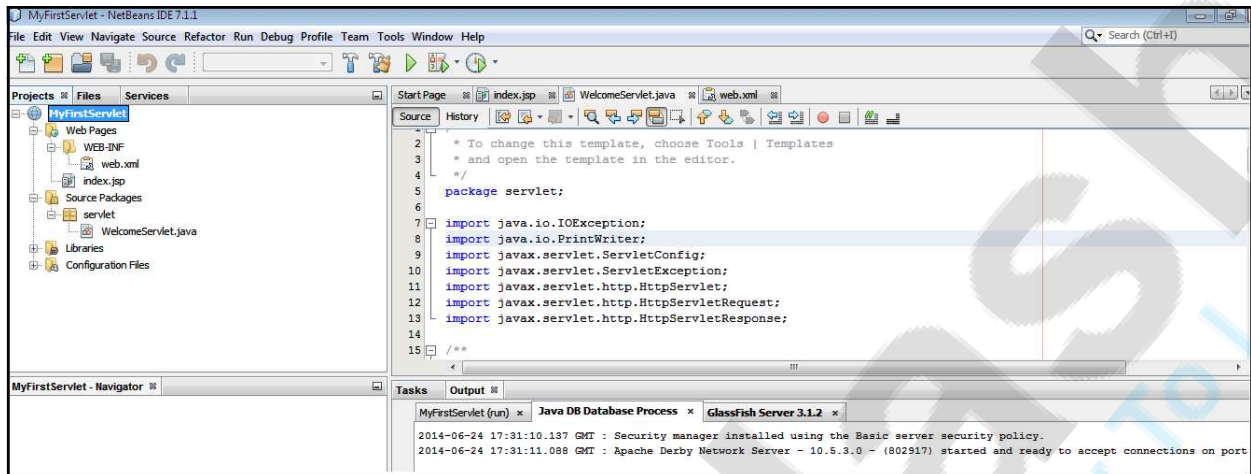 MyFirstServlet - NetBeans IDE 7.1.1
File Edit View Navigate Source Refactor Run Debug Profile Team Tools Window Help
Search (Ctrl+I)
Projects Files Services
MyFirstServlet
Web Pages
WEB-INF
web.xml
index.jsp
Source Packages
servlet
WelcomeServlet.java
Libraries
Configuration Files
MyFirstServlet - Navigator
Start Page index.jsp WelcomeServlet.java web.xml
Source History
2 * To change this template, choose Tools | Templates
3 * and open the template in the editor.
4 */
5 package servlet;
6
7 import java.io.IOException;
8 import java.io.PrintWriter;
9 import javax.servlet.ServletConfig;
10 import javax.servlet.ServletException;
11 import javax.servlet.http.HttpServlet;
12 import javax.servlet.http.HttpServletRequest;
13 import javax.servlet.http.HttpServletResponse;
14
15 /**
Tasks Output
MyFirstServlet (run) Java DB Database Process GlassFish Server 3.1.2
2014-06-24 17:31:10.137 GMT : Security manager installed using the Basic server security policy.
2014-06-24 17:31:11.088 GMT : Apache Derby Network Server - 10.5.3.0 - (802917) started and ready to accept connections on port